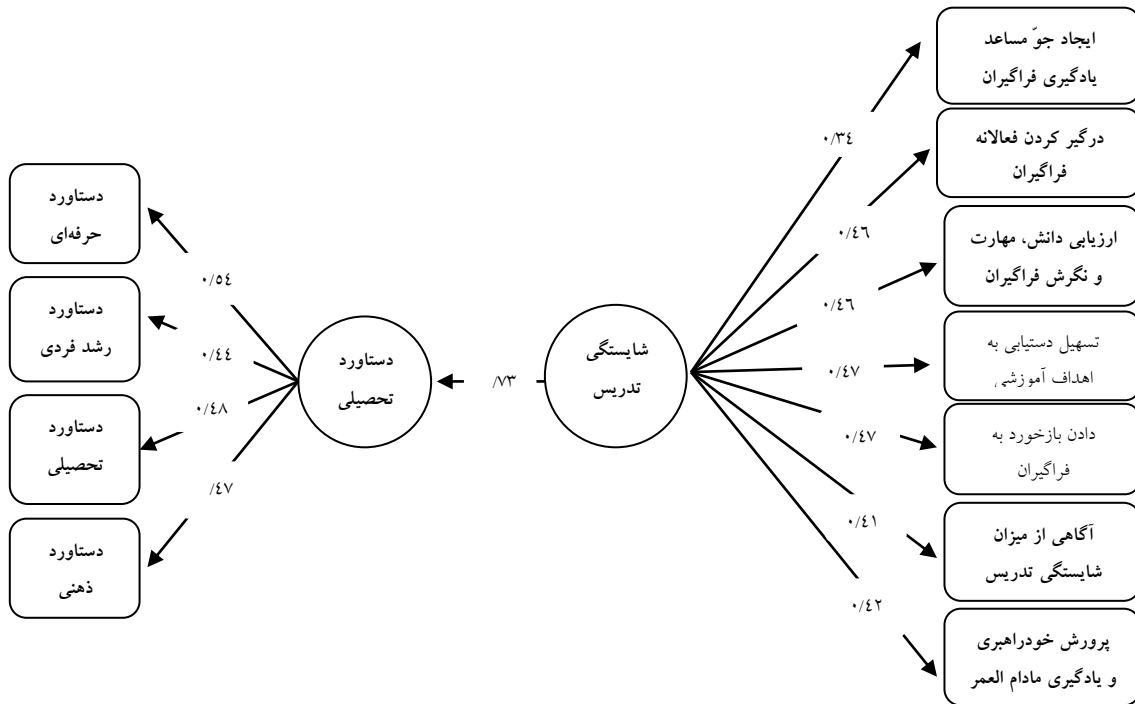 ایجاد جوّ مساعد
یادگیری فراگیران
درگیر کردن فعالانه
فراگیران
ارزیابی دانش، مهارت
و نگرش فراگیران
تسهیل دستیابی به
اهداف آموزشی
دادن بازخورد به
فراگیران
آگاهی از میزان
شایستگی تدریس
پرورش خودراهبری
و یادگیری مادام العمر
۰/۳٤
۰/٤٦
۰/٤٦
۰/٤۷
۰/٤۷
۰/٤۱
۰/٤۲
شایستگی
تدریس
/۷۳
دستاورد
تحصیلی
۰/٥٤
۰/٤٤
۰/٤۸
/٤۷
دستاورد
حرفه‌ای
دستاورد
رشد فردی
دستاورد
تحصیلی
دستاورد
ذهنی